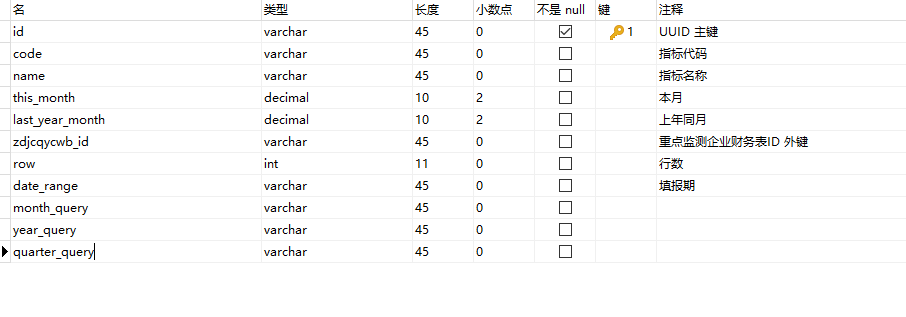 名 类型 长度 小数点 不是 null 键 注释
id varchar 45 0 1 UUID 主键
code varchar 45 0 指标代码
name varchar 45 0 指标名称
this_month decimal 10 2 本月
last_year_month decimal 10 2 上年同月
zdjcqycwb_id varchar 45 0 重点监测企业财务表ID 外键
row int 11 0 行数
date_range varchar 45 0 填报期
month_query varchar 45 0
year_query varchar 45 0
quarter_query varchar 45 0